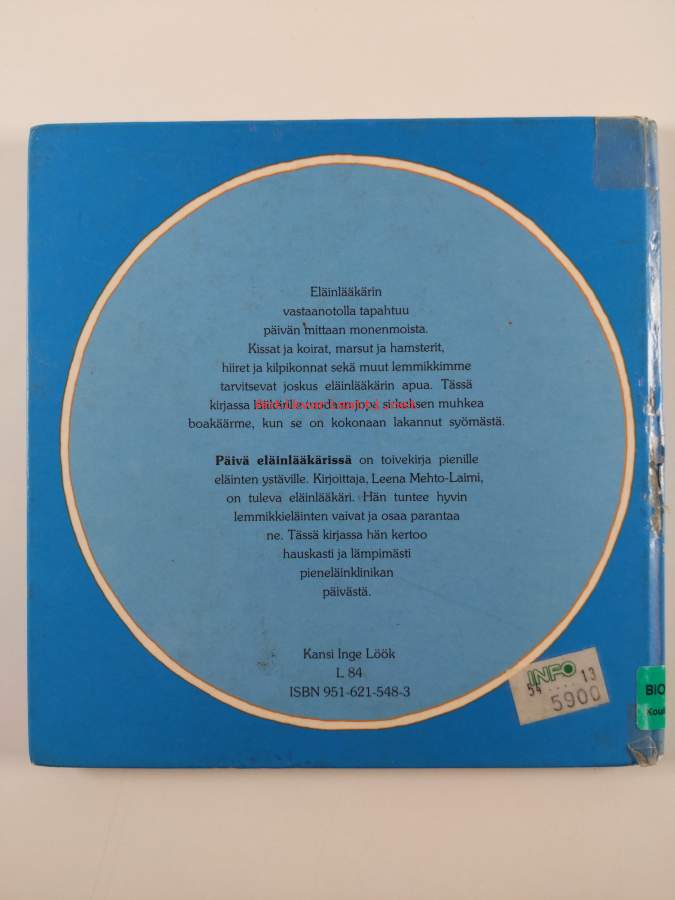 Eläinlääkärin
vastaanotolla tapahtuu
päivän mittaan monenmoista.
Kissat ja koirat, marsut ja hamsterit,
hiiret ja kilpikonnat sekä muut lemmikkimme
tarvitsevat joskus eläinlääkärin apua. Tässä
kirjassa sirkuksen muhkea
boakäärme, kun se on kokonaan lakannut syömästä.
Päivä eläinlääkärissä on toivekirja pienille
eläinten ystäville. Kirjoittaja, Leena Mehto-Laimi,
on tuleva eläinlääkäri. Hän tuntee hyvin
lemmikkieläinten vaivat ja osaa parantaa
ne. Tässä kirjassa hän kertoo
hauskasti ja lämpimästi
pieneläinklinikan
päivästä.
Kansi Inge Löök
L 84
ISBN 951-621-548-3
INFO
54 13
5900
BIO